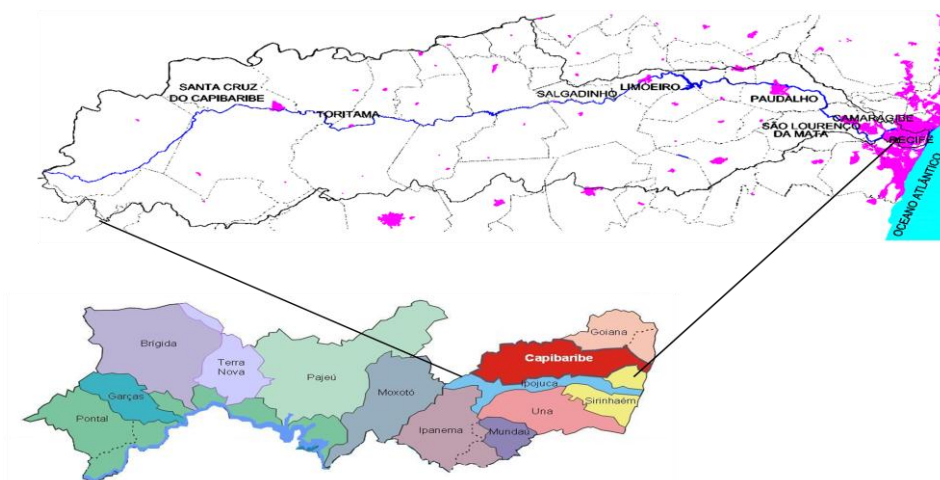 SANTA CRUZ
DO CAPIBARIBE
TORITAMA
SALGADINHO
LIMOEIRO
PAUDALHO
CAMARAGIBE
SÃO LOURENÇO
DA MATA
RECIFE
OCEANO ATLÂNTICO
Brígida
Terra
Nova
Pajeú
Garças
Pontal
Moxotó
Goiana
Capibaribe
Ipojuca
Sirinhaém
Una
Ipanema
Mundaú